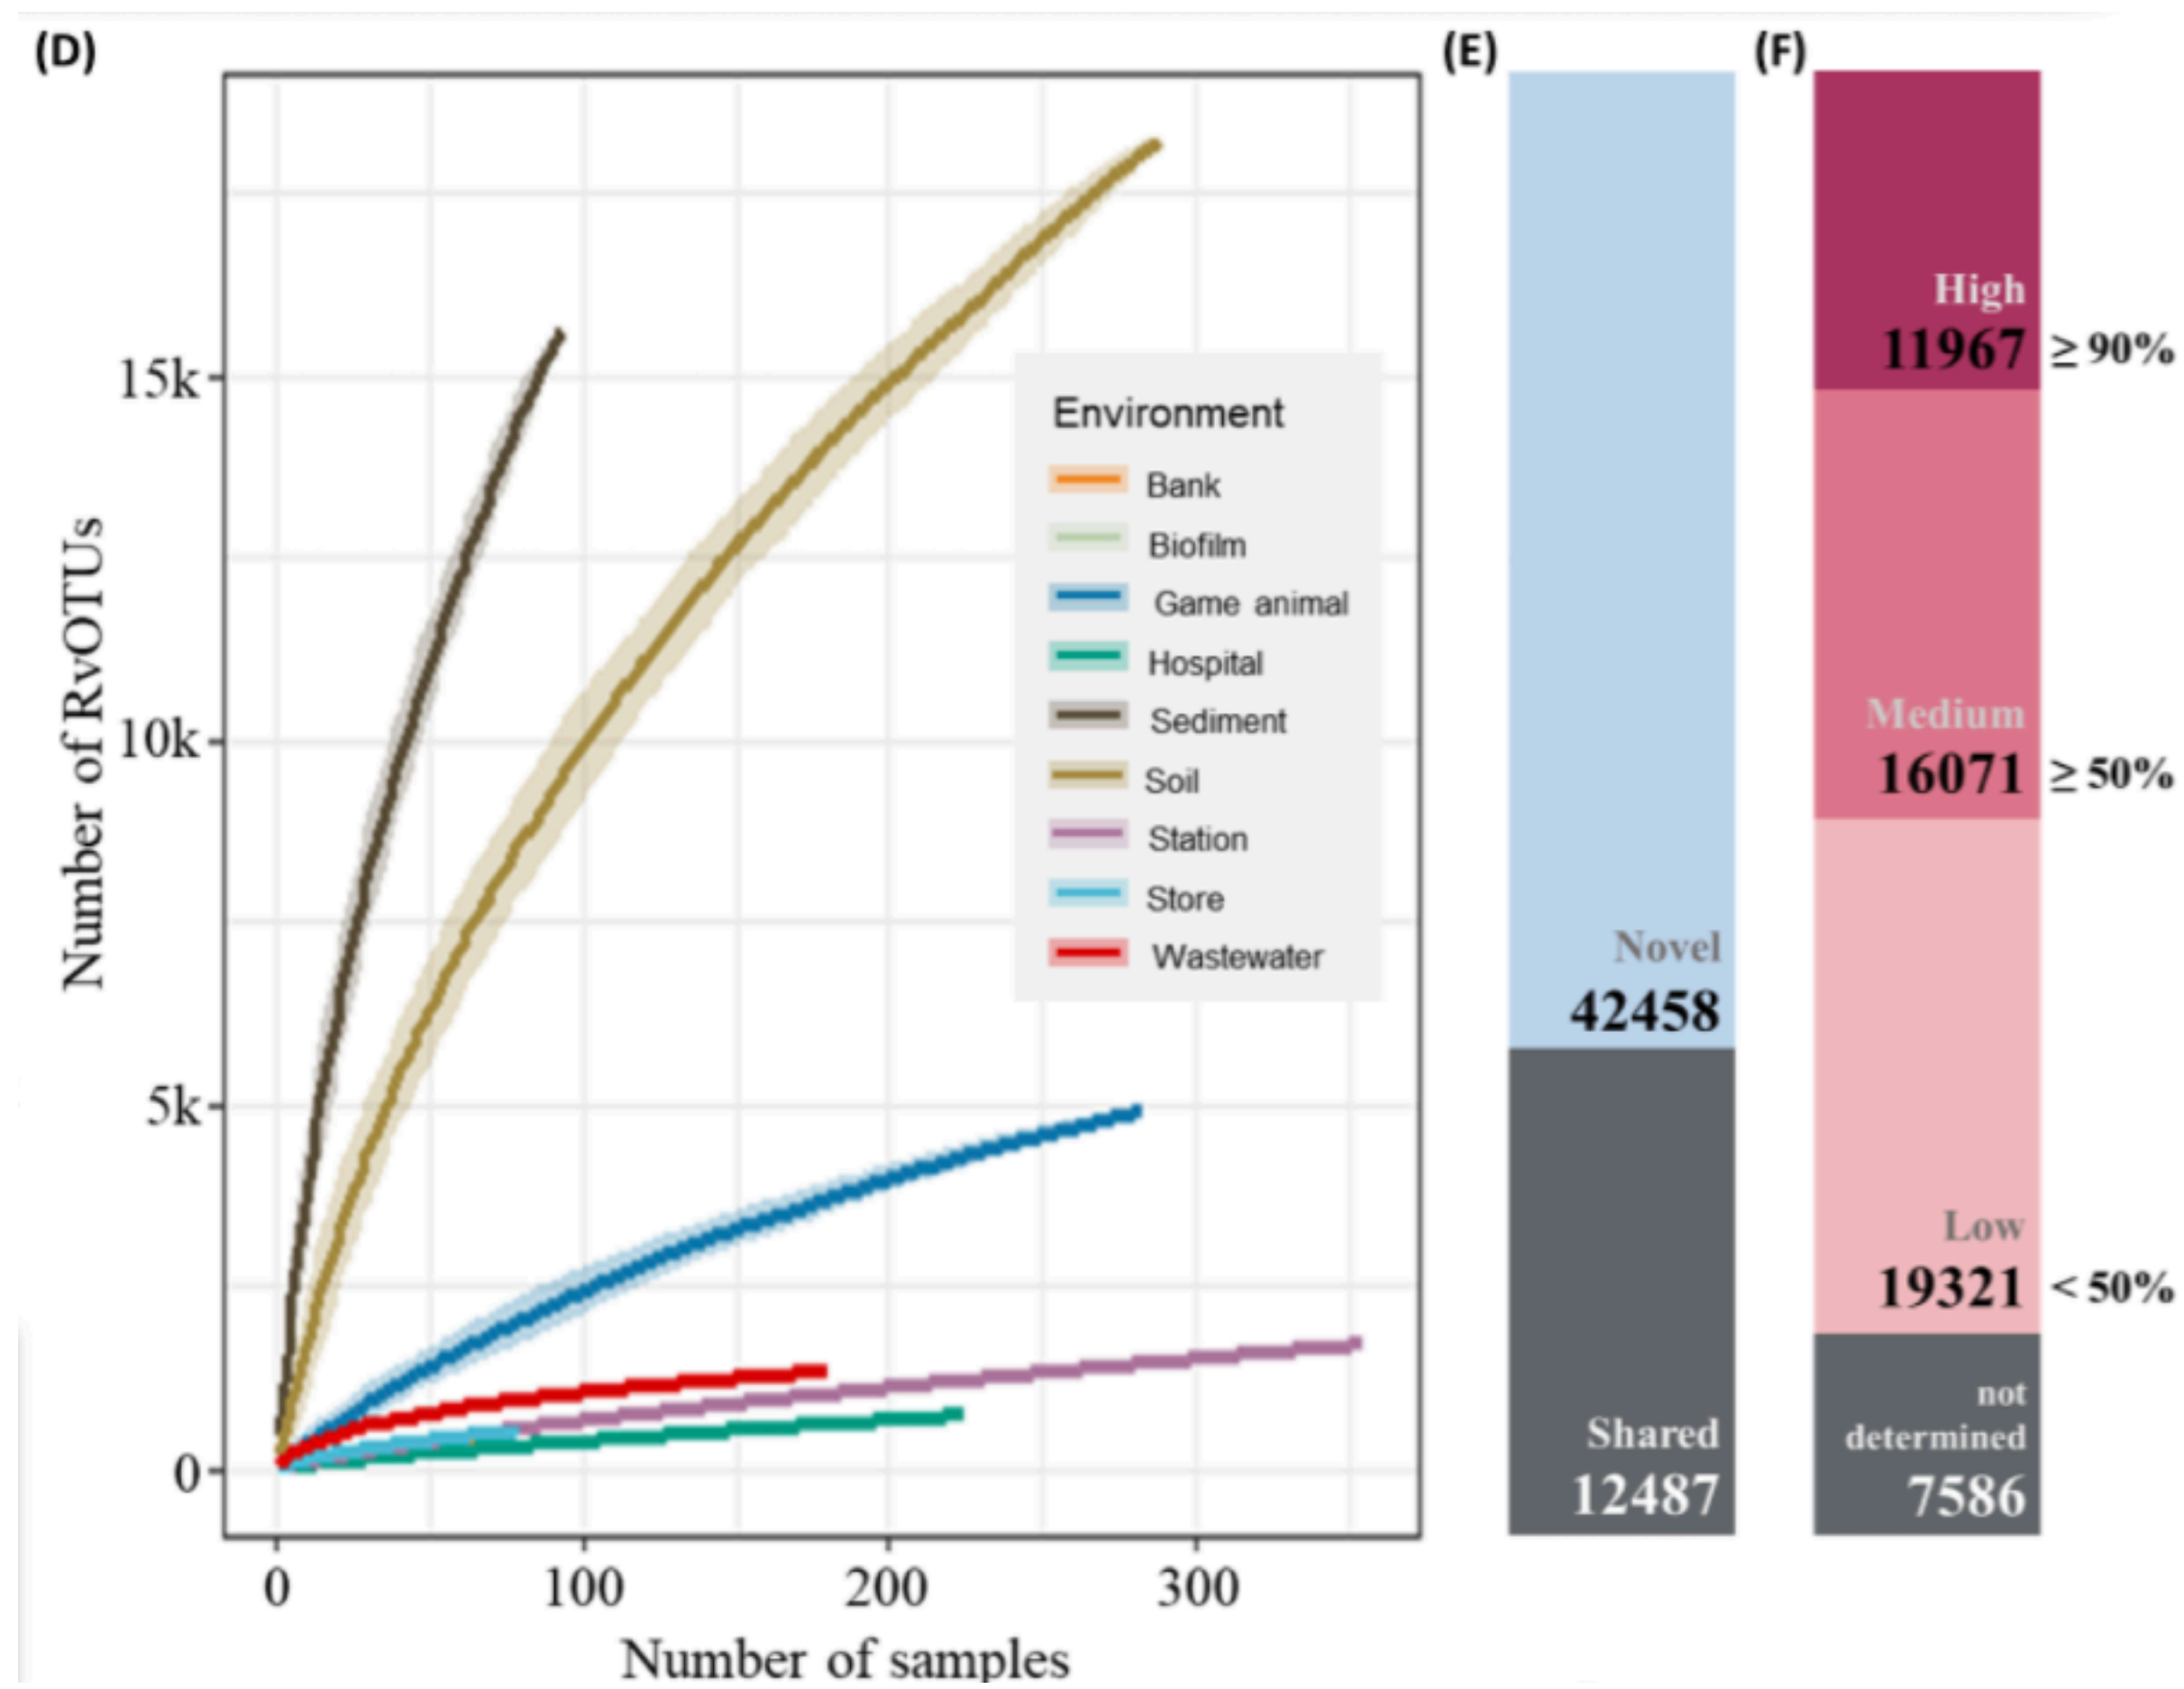 (D)
Number of RvOTUs
15k
10k
5k
0
0 100 200 300
Number of samples
Environment
Bank
Biofilm
Game animal
Hospital
Sediment
Soil
Station
Store
Wastewater
(E)
Novel
42458
Shared
12487
(F)
High
11967 ≥ 90%
Medium
16071 ≥ 50%
Low
19321 < 50%
not
determined
7586